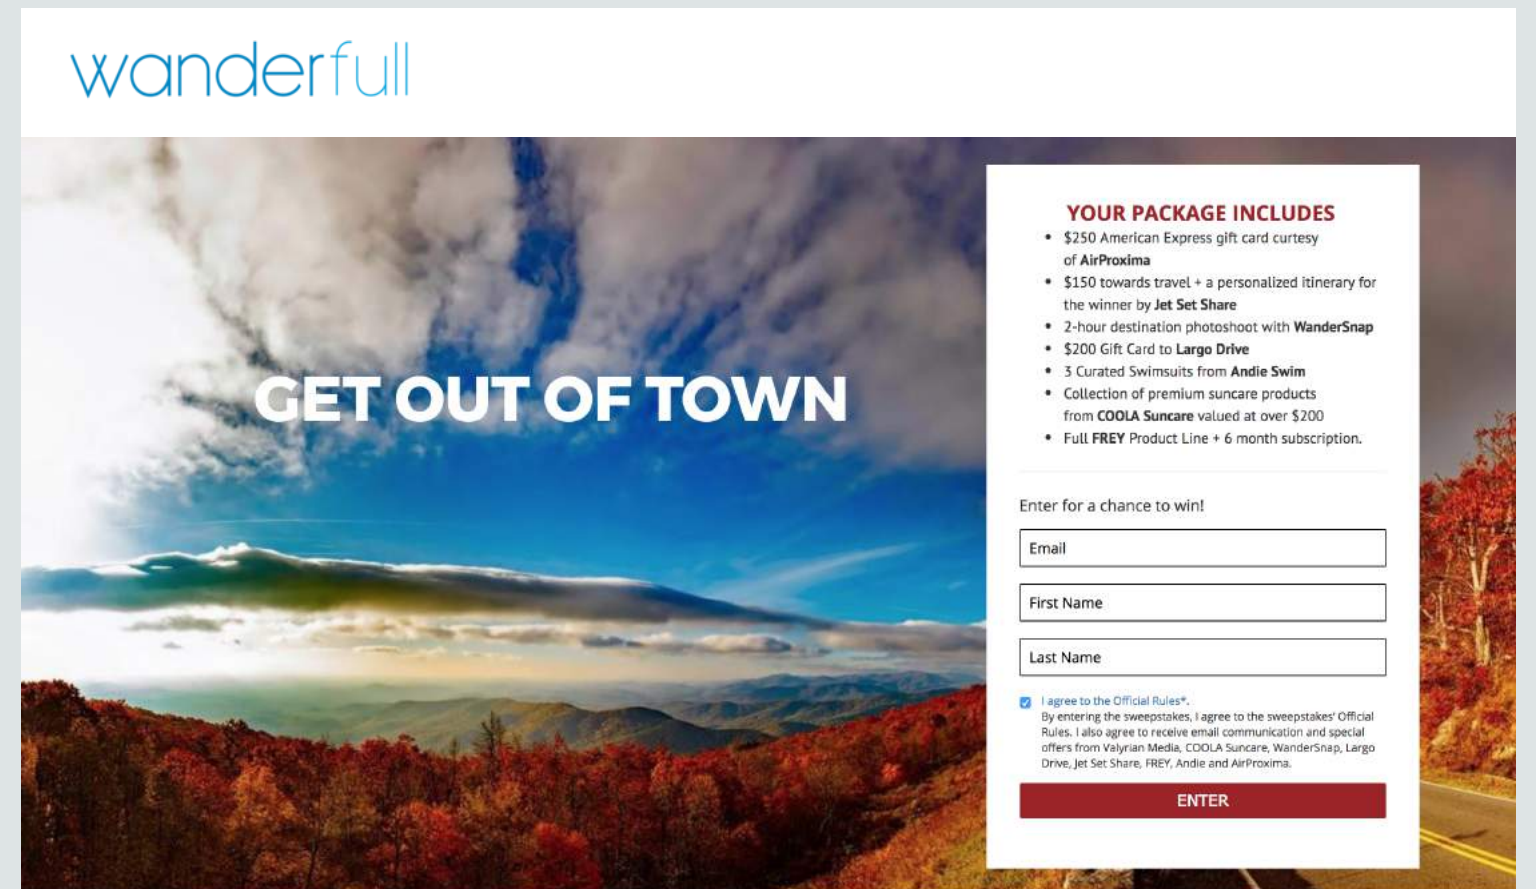 wanderfull
GET OUT OF TOWN
YOUR PACKAGE INCLUDES
• $250 American Express gift card curtesy
of AirProxima
• $150 towards travel + a personalized itinerary for
the winner by Jet Set Share
• 2-hour destination photoshoot with WanderSnap
• $200 Gift Card to Largo Drive
• 3 Curated Swimsuits from Andie Swim
• Collection of premium suncare products
from COOLA Suncare valued at over $200
• Full FREY Product Line + 6 month subscription.
Enter for a chance to win!
Email
First Name
Last Name
I agree to the Official Rules*.
By entering the sweepstakes, I agree to the sweepstakes' Official
Rules. I also agree to receive email communication and special
offers from Valyrian Media, COOLA Suncare, WanderSnap, Largo
Drive, Jet Set Share, FREY, Andie and AirProxima.
ENTER